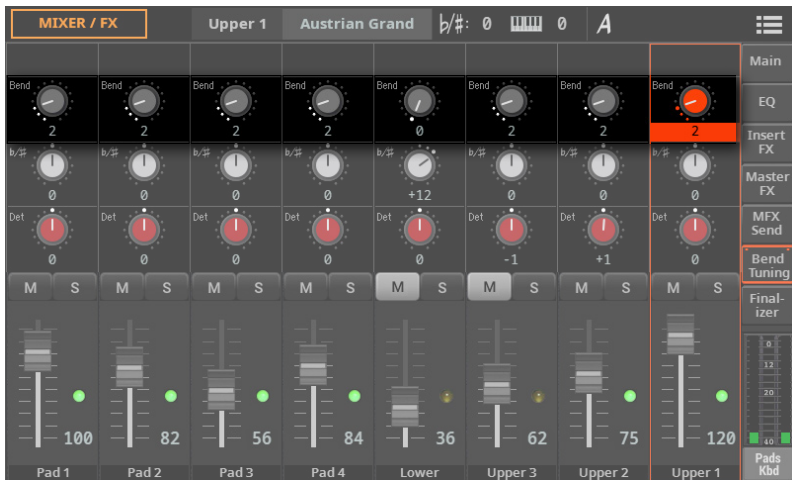 MIXER / FX Upper 1 Austrian Grand b/#: 0 0 A
Main
Bend Bend Bend Bend Bend Bend Bend Bend
2 2 2 2 0 2 2 2
EQ
b/# b/# b/# b/# b/# b/# b/# b/#
0 0 0 0 +12 0 0 0
Insert
FX
Master
FX
Det Det Det Det Det Det Det Det
0 0 0 0 0 -1 +1 0
MFX
Send
Bend
Tuning
M S M S M S M S M S M S M S M S
Final-
izer
0
12
20
40
100 82 56 84 36 62 75 120
Pad 1 Pad 2 Pad 3 Pad 4 Lower Upper 3 Upper 2 Upper 1
Pads
Kbd